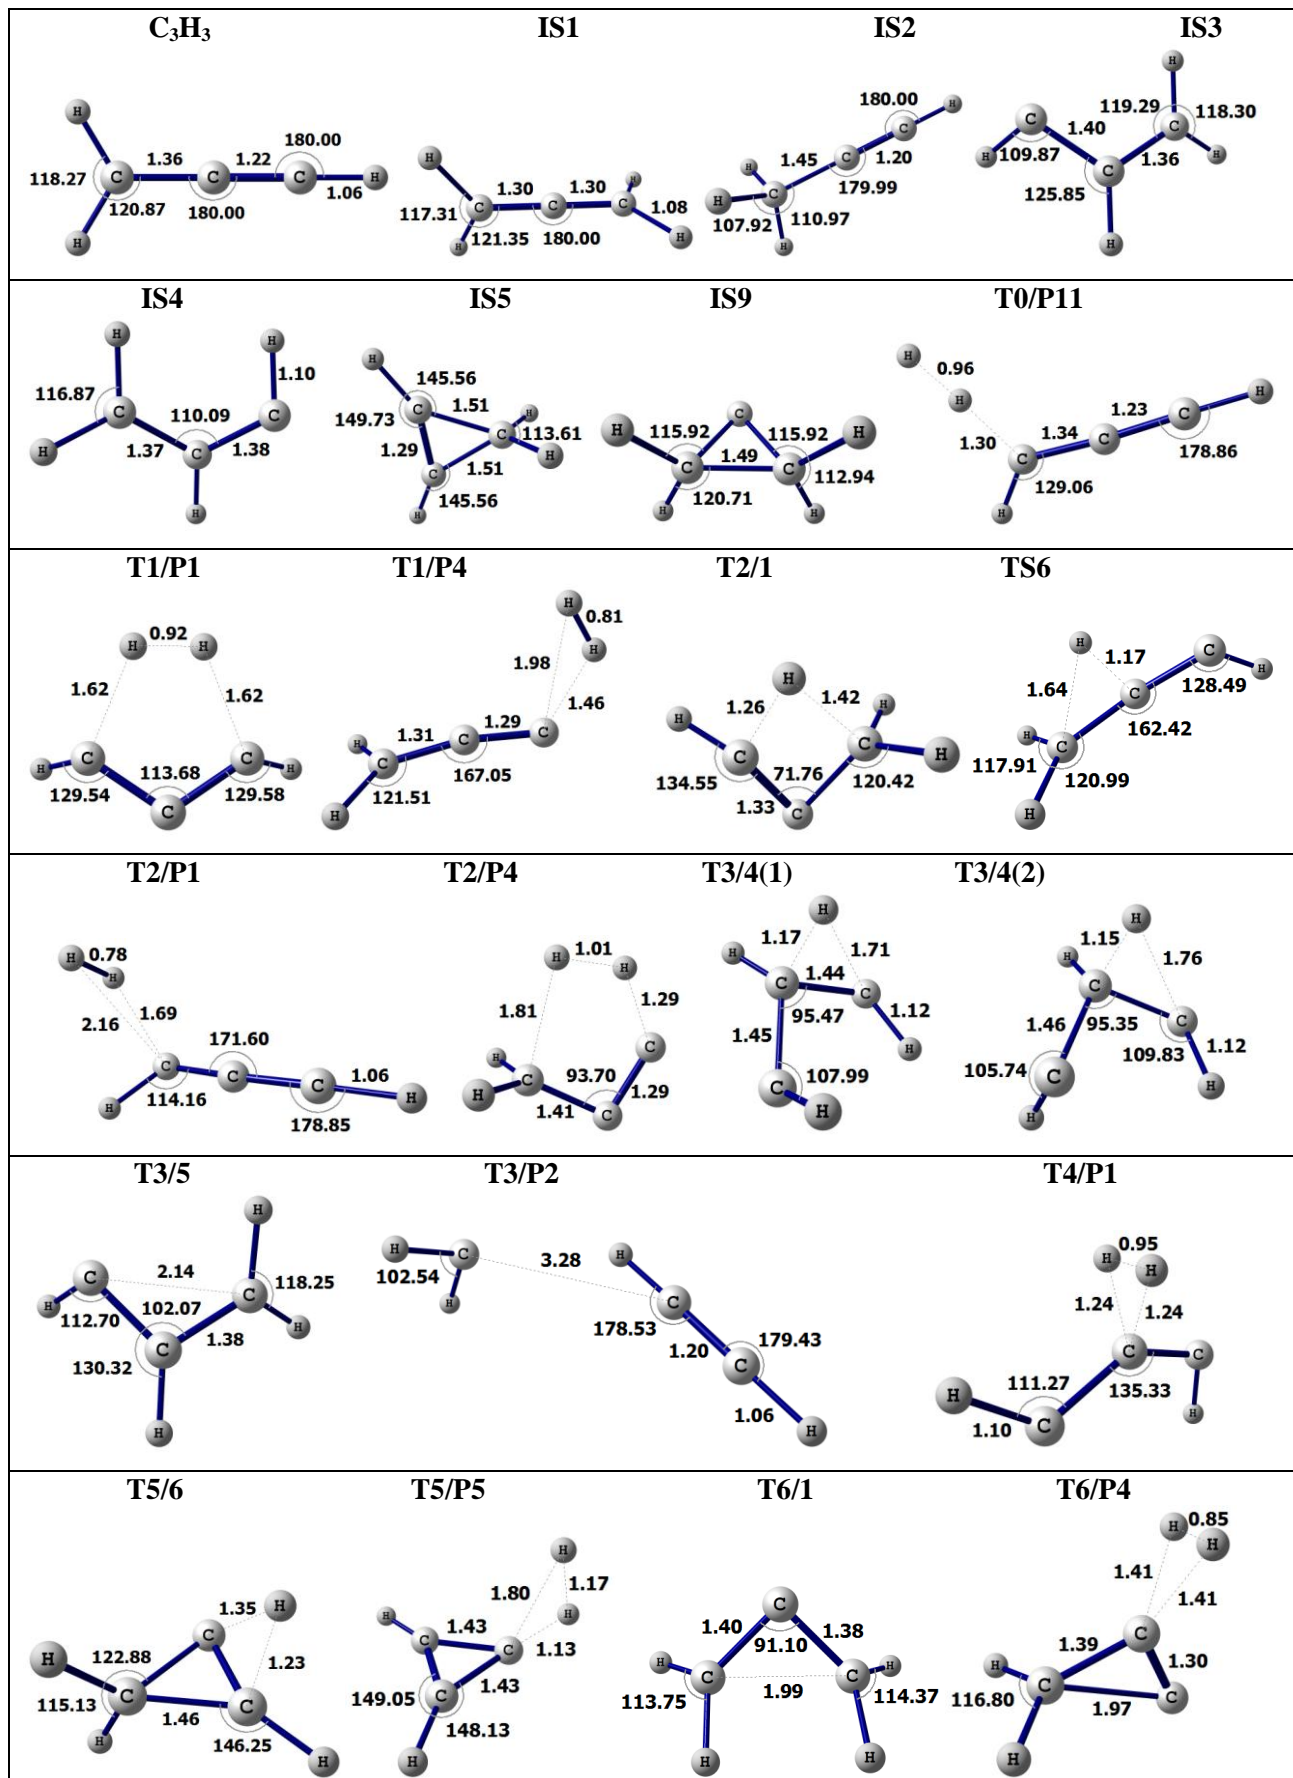 C₃H₃ IS1 IS2 IS3
H H H H C C C 118.27 120.87 1.36 180.00 1.22 180.00 1.06
H H H H C C C 117.31 121.35 1.30 180.00 1.30 1.08
H H H H C C C 107.92 110.97 1.45 179.99 1.20 180.00
H H H H C C C 109.87 1.40 125.85 1.36 119.29 118.30
IS4 IS5 IS9 T0/P11
H H H H C C C 116.87 1.37 110.09 1.38 1.10
H H H H C C C 145.56 149.73 1.51 1.29 113.61 1.51 145.56
H H H H C C C 115.92 115.92 1.49 120.71 112.94
H H H H C C C 0.96 1.30 1.34 129.06 1.23 178.86
T1/P1 T1/P4 T2/1 TS6
H H H H C C C 0.92 1.62 1.62 129.54 113.68 129.58
H H H H C C C 0.81 1.98 1.46 1.31 1.29 167.05 121.51
H H H H C C C 1.26 1.42 134.55 71.76 1.33 120.42
H H H H C C C 1.64 1.17 128.49 162.42 117.91 120.99
T2/P1 T2/P4 T3/4(1) T3/4(2)
H H H H C C C 0.78 1.69 2.16 171.60 114.16 1.06 178.85
H H H H C C C 1.01 1.81 1.29 93.70 1.41 1.29
H H H H C C C 1.17 1.71 1.44 95.47 1.45 1.12 107.99
H H H H C C C 1.15 1.76 1.46 95.35 109.83 1.12 105.74
T3/5 T3/P2 T4/P1
H H H H C C C 2.14 118.25 112.70 102.07 1.38 130.32
H H H H C C C 102.54 3.28 178.53 1.20 179.43 1.06
H H H H C C C 0.95 1.24 1.24 111.27 135.33 1.10
T5/6 T5/P5 T6/1 T6/P4
H H H H C C C 1.35 122.88 1.23 115.13 1.46 146.25
H H H H C C C 1.80 1.17 1.43 1.13 1.43 149.05 148.13
H H H H C C C 1.40 91.10 1.38 113.75 1.99 114.37
H H H H C C C 0.85 1.41 1.41 1.39 1.30 116.80 1.97